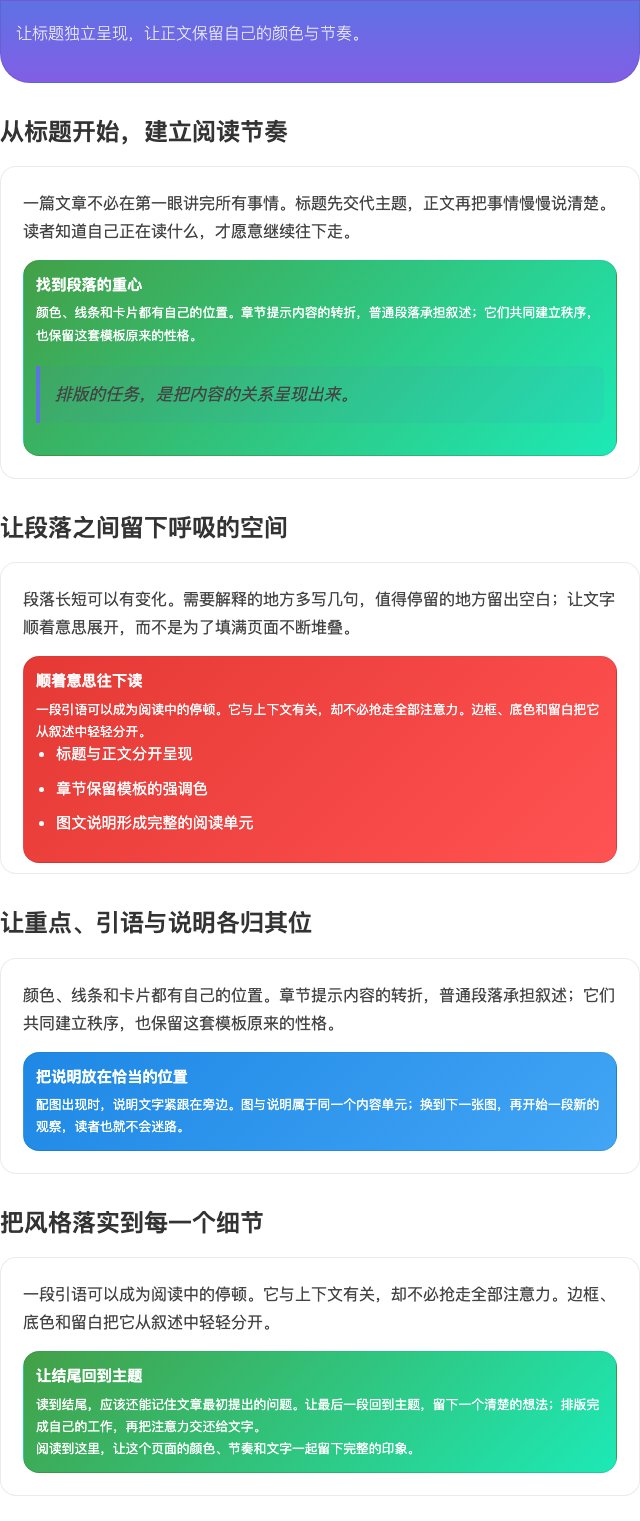 让标题独立呈现，让正文保留自己的颜色与节奏。
从标题开始，建立阅读节奏
一篇文章不必在第一眼讲完所有事情。标题先交代主题，正文再把事情慢慢说清楚。
读者知道自己正在读什么，才愿意继续往下走。
找到段落的重心
颜色、线条和卡片都有自己的位置。章节提示内容的转折，普通段落承担叙述；它们共同建立秩序，
也保留这套模板原来的性格。
排版的任务，是把内容的关系呈现出来。
让段落之间留下呼吸的空间
段落长短可以有变化。需要解释的地方多写几句，值得停留的地方留出空白；让文字
顺着意思展开，而不是为了填满页面不断堆叠。
顺着意思往下读
一段引语可以成为阅读中的停顿。它与上下文有关，却不必抢走全部注意力。边框、底色和留白把它
从叙述中轻轻分开。
• 标题与正文分开呈现
• 章节保留模板的强调色
• 图文说明形成完整的阅读单元
让重点、引语与说明各归其位
颜色、线条和卡片都有自己的位置。章节提示内容的转折，普通段落承担叙述；它们
共同建立秩序，也保留这套模板原来的性格。
把说明放在恰当的位置
配图出现时，说明文字紧跟在旁边。图与说明属于同一个内容单元；换到下一张图，再开始一段新的
观察，读者也就不会迷路。
把风格落实到每一个细节
一段引语可以成为阅读中的停顿。它与上下文有关，却不必抢走全部注意力。边框、
底色和留白把它从叙述中轻轻分开。
让结尾回到主题
读到结尾，应该还能记住文章最初提出的问题。让最后一段回到主题，留下一个清楚的想法；排版完
成自己的工作，再把注意力交还给文字。
阅读到这里，让这个页面的颜色、节奏和文字一起留下完整的印象。